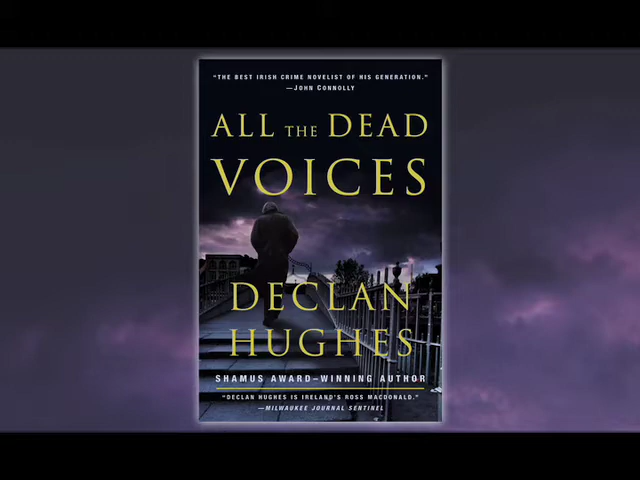 “THE BEST IRISH CRIME NOVELIST OF HIS GENERATION.”
—JOHN CONNOLLY
ALL THE DEAD
VOICES
DECLAN
HUGHES
SHAMUS AWARD–WINNING AUTHOR
“DECLAN HUGHES IS IRELAND'S ROSS MACDONALD.”
—MILWAUKEE JOURNAL SENTINEL